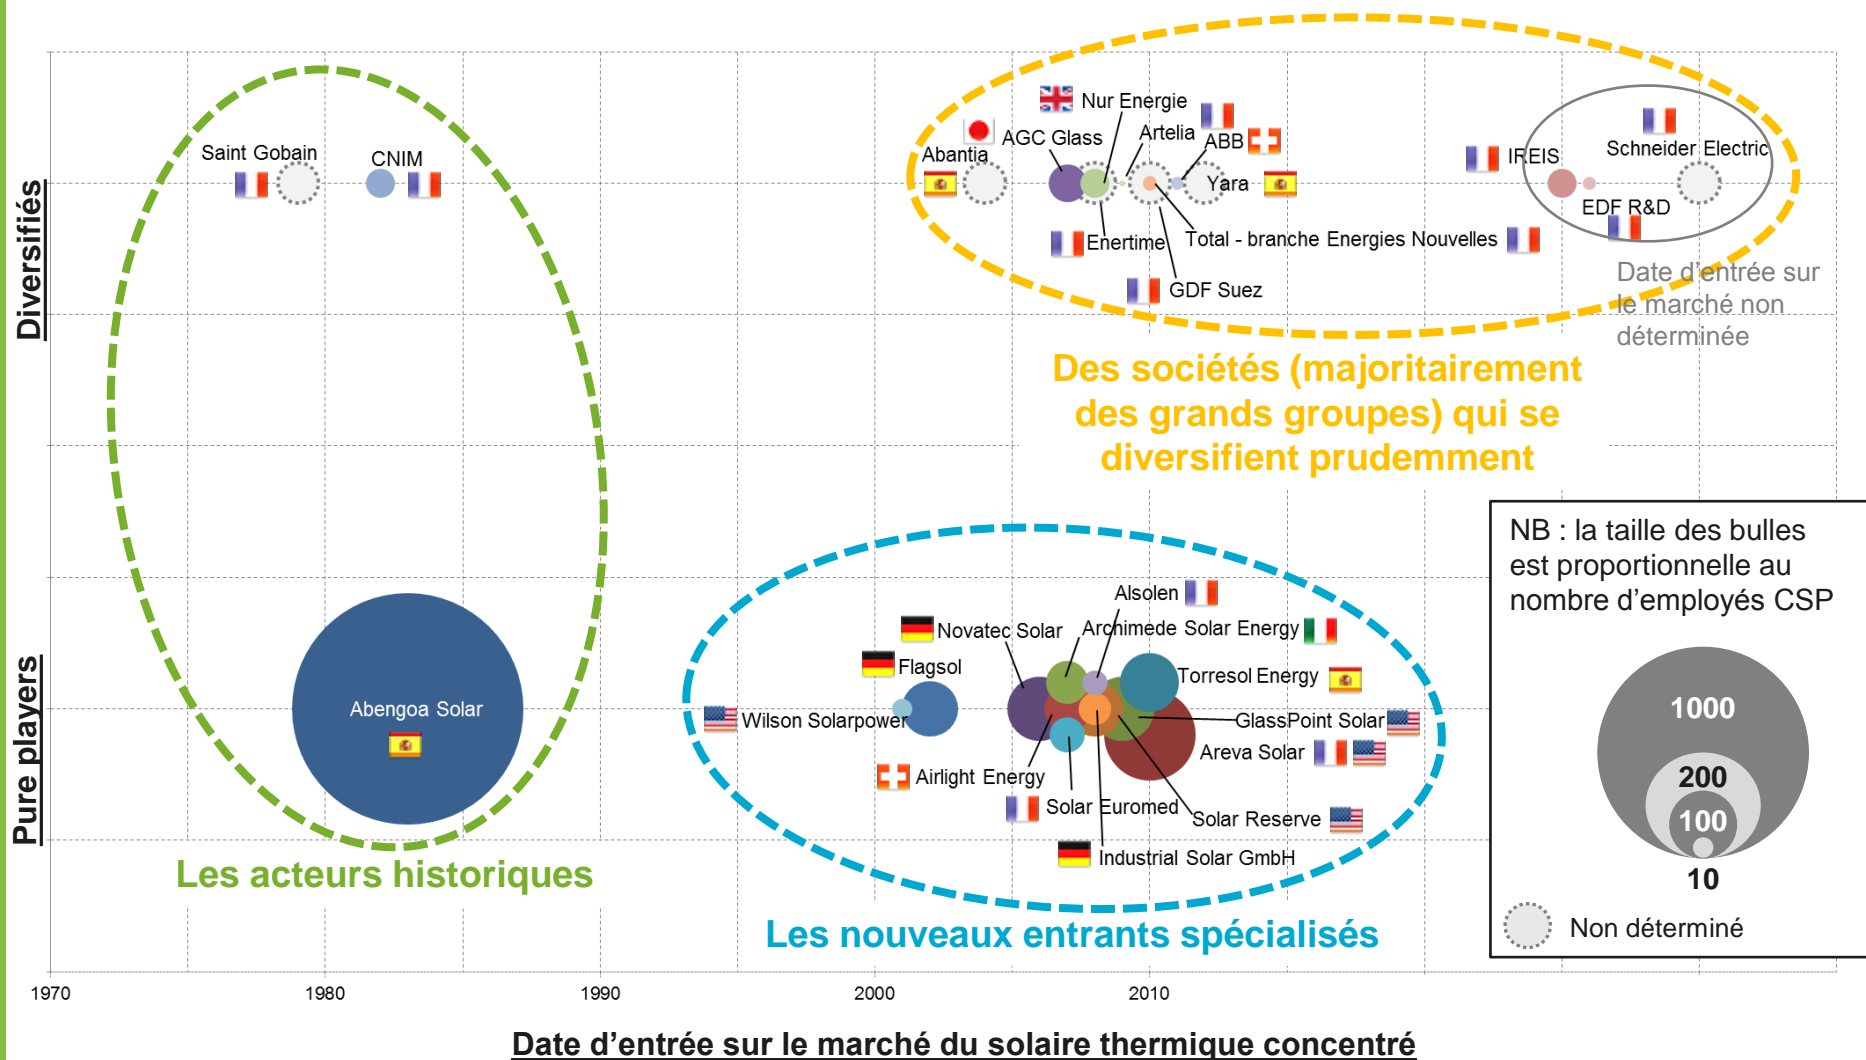 Diversifiés
Pure players
Saint Gobain
CNIM
Nur Energie
AGC Glass
Artelia
ABB
Abantia
Yara
Enertime
Total - branche Energies Nouvelles
GDF Suez
IREIS
Schneider Electric
EDF R&D
Date d'entrée sur
le marché non
déterminée
Des sociétés (majoritairement
des grands groupes) qui se
diversifient prudemment
Abengoa Solar
Les acteurs historiques
Alsolen
Novatec Solar
Archimede Solar Energy
Flagsol
Torresol Energy
Wilson Solarpower
GlassPoint Solar
Areva Solar
Airlight Energy
Solar Euromed
Solar Reserve
Industrial Solar GmbH
Les nouveaux entrants spécialisés
NB : la taille des bulles
est proportionnelle au
nombre d'employés CSP
1000
200
100
10
Non déterminé
1970
1980
1990
2000
2010
Date d'entrée sur le marché du solaire thermique concentré